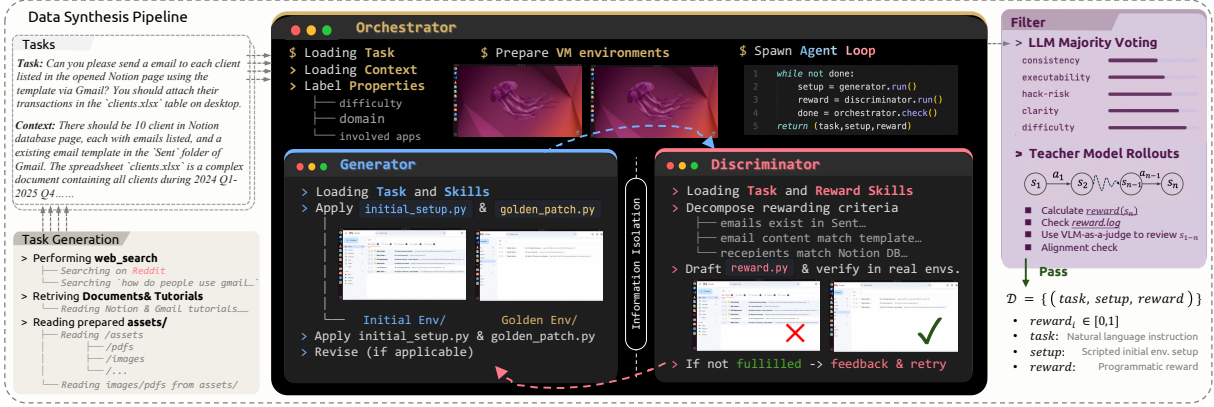 Data Synthesis Pipeline
Tasks
Task: Can you please send a email to each client
listed in the opened Notion page using the
template via Gmail? You should attach their
transactions in the `clients.xlsx` table on desktop.
Context: There should be 10 client in Notion
database page, each with emails listed, and a
existing email template in the `Sent` folder of
Gmail. The spreadsheet `clients.xlsx` is a complex
document containing all clients during 2024 Q1-
2025 Q4……
Task Generation
> Performing web_search
Searching on Reddit
Searching `how do people use gmail…`
> Retriving Documents& Tutorials
Reading Notion & Gmail tutorials……
> Reading prepared assets/
Reading /assets
/pdfs
/images
/...
Reading images/pdfs from assets/
Orchestrator
$ Loading Task
> Loading Context
> Label Properties
difficulty
domain
involved apps
$ Prepare VM environments
$ Spawn Agent Loop
1 while not done:
2 setup = generator.run()
3 reward = discriminator.run()
4 done = orchestrator.check()
5 return (task,setup,reward)
Generator
> Loading Task and Skills
> Apply initial_setup.py & golden_patch.py
Initial Env/ Golden Env/
> Apply initial_setup.py & golden_patch.py
> Revise (if applicable)
Information Isolation
Discriminator
> Loading Task and Reward Skills
> Decompose rewarding criteria
emails exist in Sent…
email content match template…
recepients match Notion DB…
> Draft reward.py & verify in real envs.
> If not fullilled -> feedback & retry
Filter
> LLM Majority Voting
consistency
executability
hack-risk
clarity
difficulty
> Teacher Model Rollouts
s1 a1 s2 sn−1 an−1 sn
Calculate reward(sn)
Check reward.log
Use VLM-as-a-judge to review s1−n
Alignment check
Pass
𝒟 = {(task, setup, reward)}
• rewardi ∈ [0,1]
• task: Natural language instruction
• setup: Scripted initial env. setup
• reward: Programmatic reward